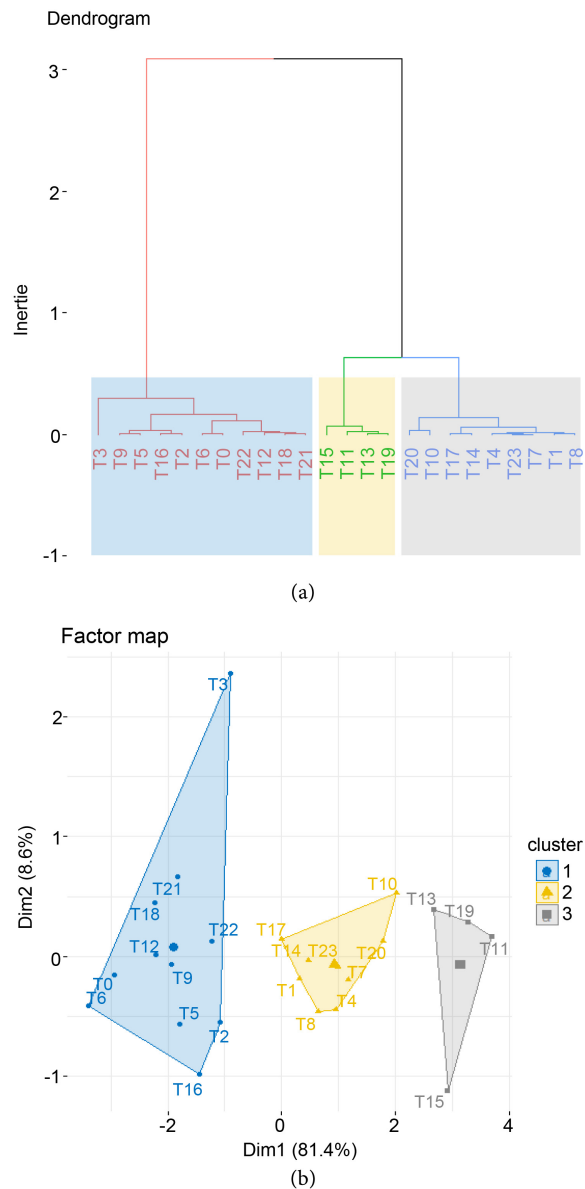 Dendrogram
3
2
1
0
-1
Inertie
T3 T9 T5 T16 T2 T6 T0 T22 T12 T18 T21 T15 T11 T13 T19 T20 T10 T17 T14 T4 T23 T7 T1 T8
(a)
Factor map
T3
2
1
T21
T10
T18
T13
T19
T22
T17
T11
T12
T14 T23 T20
0
T9
T7
T0
T6
T1
T5
T4
T2
T8
T16
T15
-1
Dim2 (8.6%)
cluster
1
2
3
-2 0 2 4
Dim1 (81.4%)
(b)